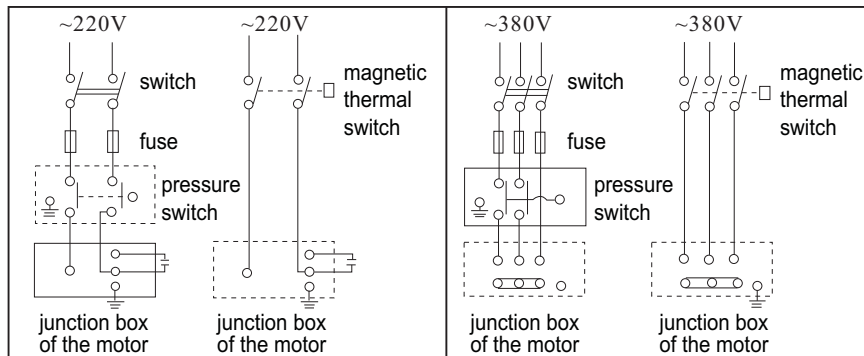 ~220V
~220V
switch
magnetic
thermal
switch
fuse
pressure
switch
junction box
of the motor
junction box
of the motor
~380V
~380V
switch
magnetic
thermal
switch
fuse
pressure
switch
junction box
of the motor
junction box
of the motor